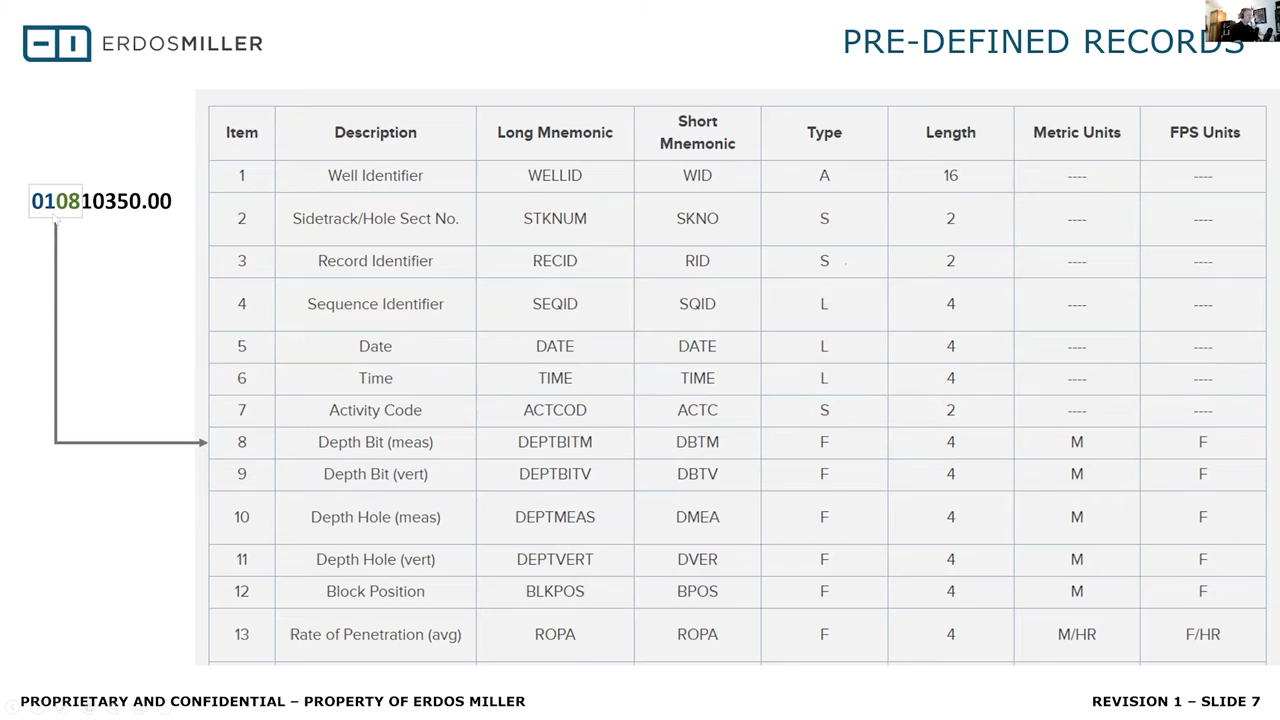 ERDOSMILLER
PRE-DEFINED RECORDS
010810350.00
Item Description Long Mnemonic Short Mnemonic Type Length Metric Units FPS Units
1 Well Identifier WELLID WID A 16 ---- ----
2 Sidetrack/Hole Sect No. STKNUM SKNO S 2 ---- ----
3 Record Identifier RECID RID S 2 ---- ----
4 Sequence Identifier SEQID SQID L 4 ---- ----
5 Date DATE DATE L 4 ---- ----
6 Time TIME TIME L 4 ---- ----
7 Activity Code ACTCOD ACTC S 2 ---- ----
8 Depth Bit (meas) DEPTBITM DBTM F 4 M F
9 Depth Bit (vert) DEPTBITV DBTV F 4 M F
10 Depth Hole (meas) DEPTMEAS DMEA F 4 M F
11 Depth Hole (vert) DEPTVERT DVER F 4 M F
12 Block Position BLKPOS BPOS F 4 M F
13 Rate of Penetration (avg) ROPA ROPA F 4 M/HR F/HR
PROPRIETARY AND CONFIDENTIAL – PROPERTY OF ERDOS MILLER
REVISION 1 – SLIDE 7